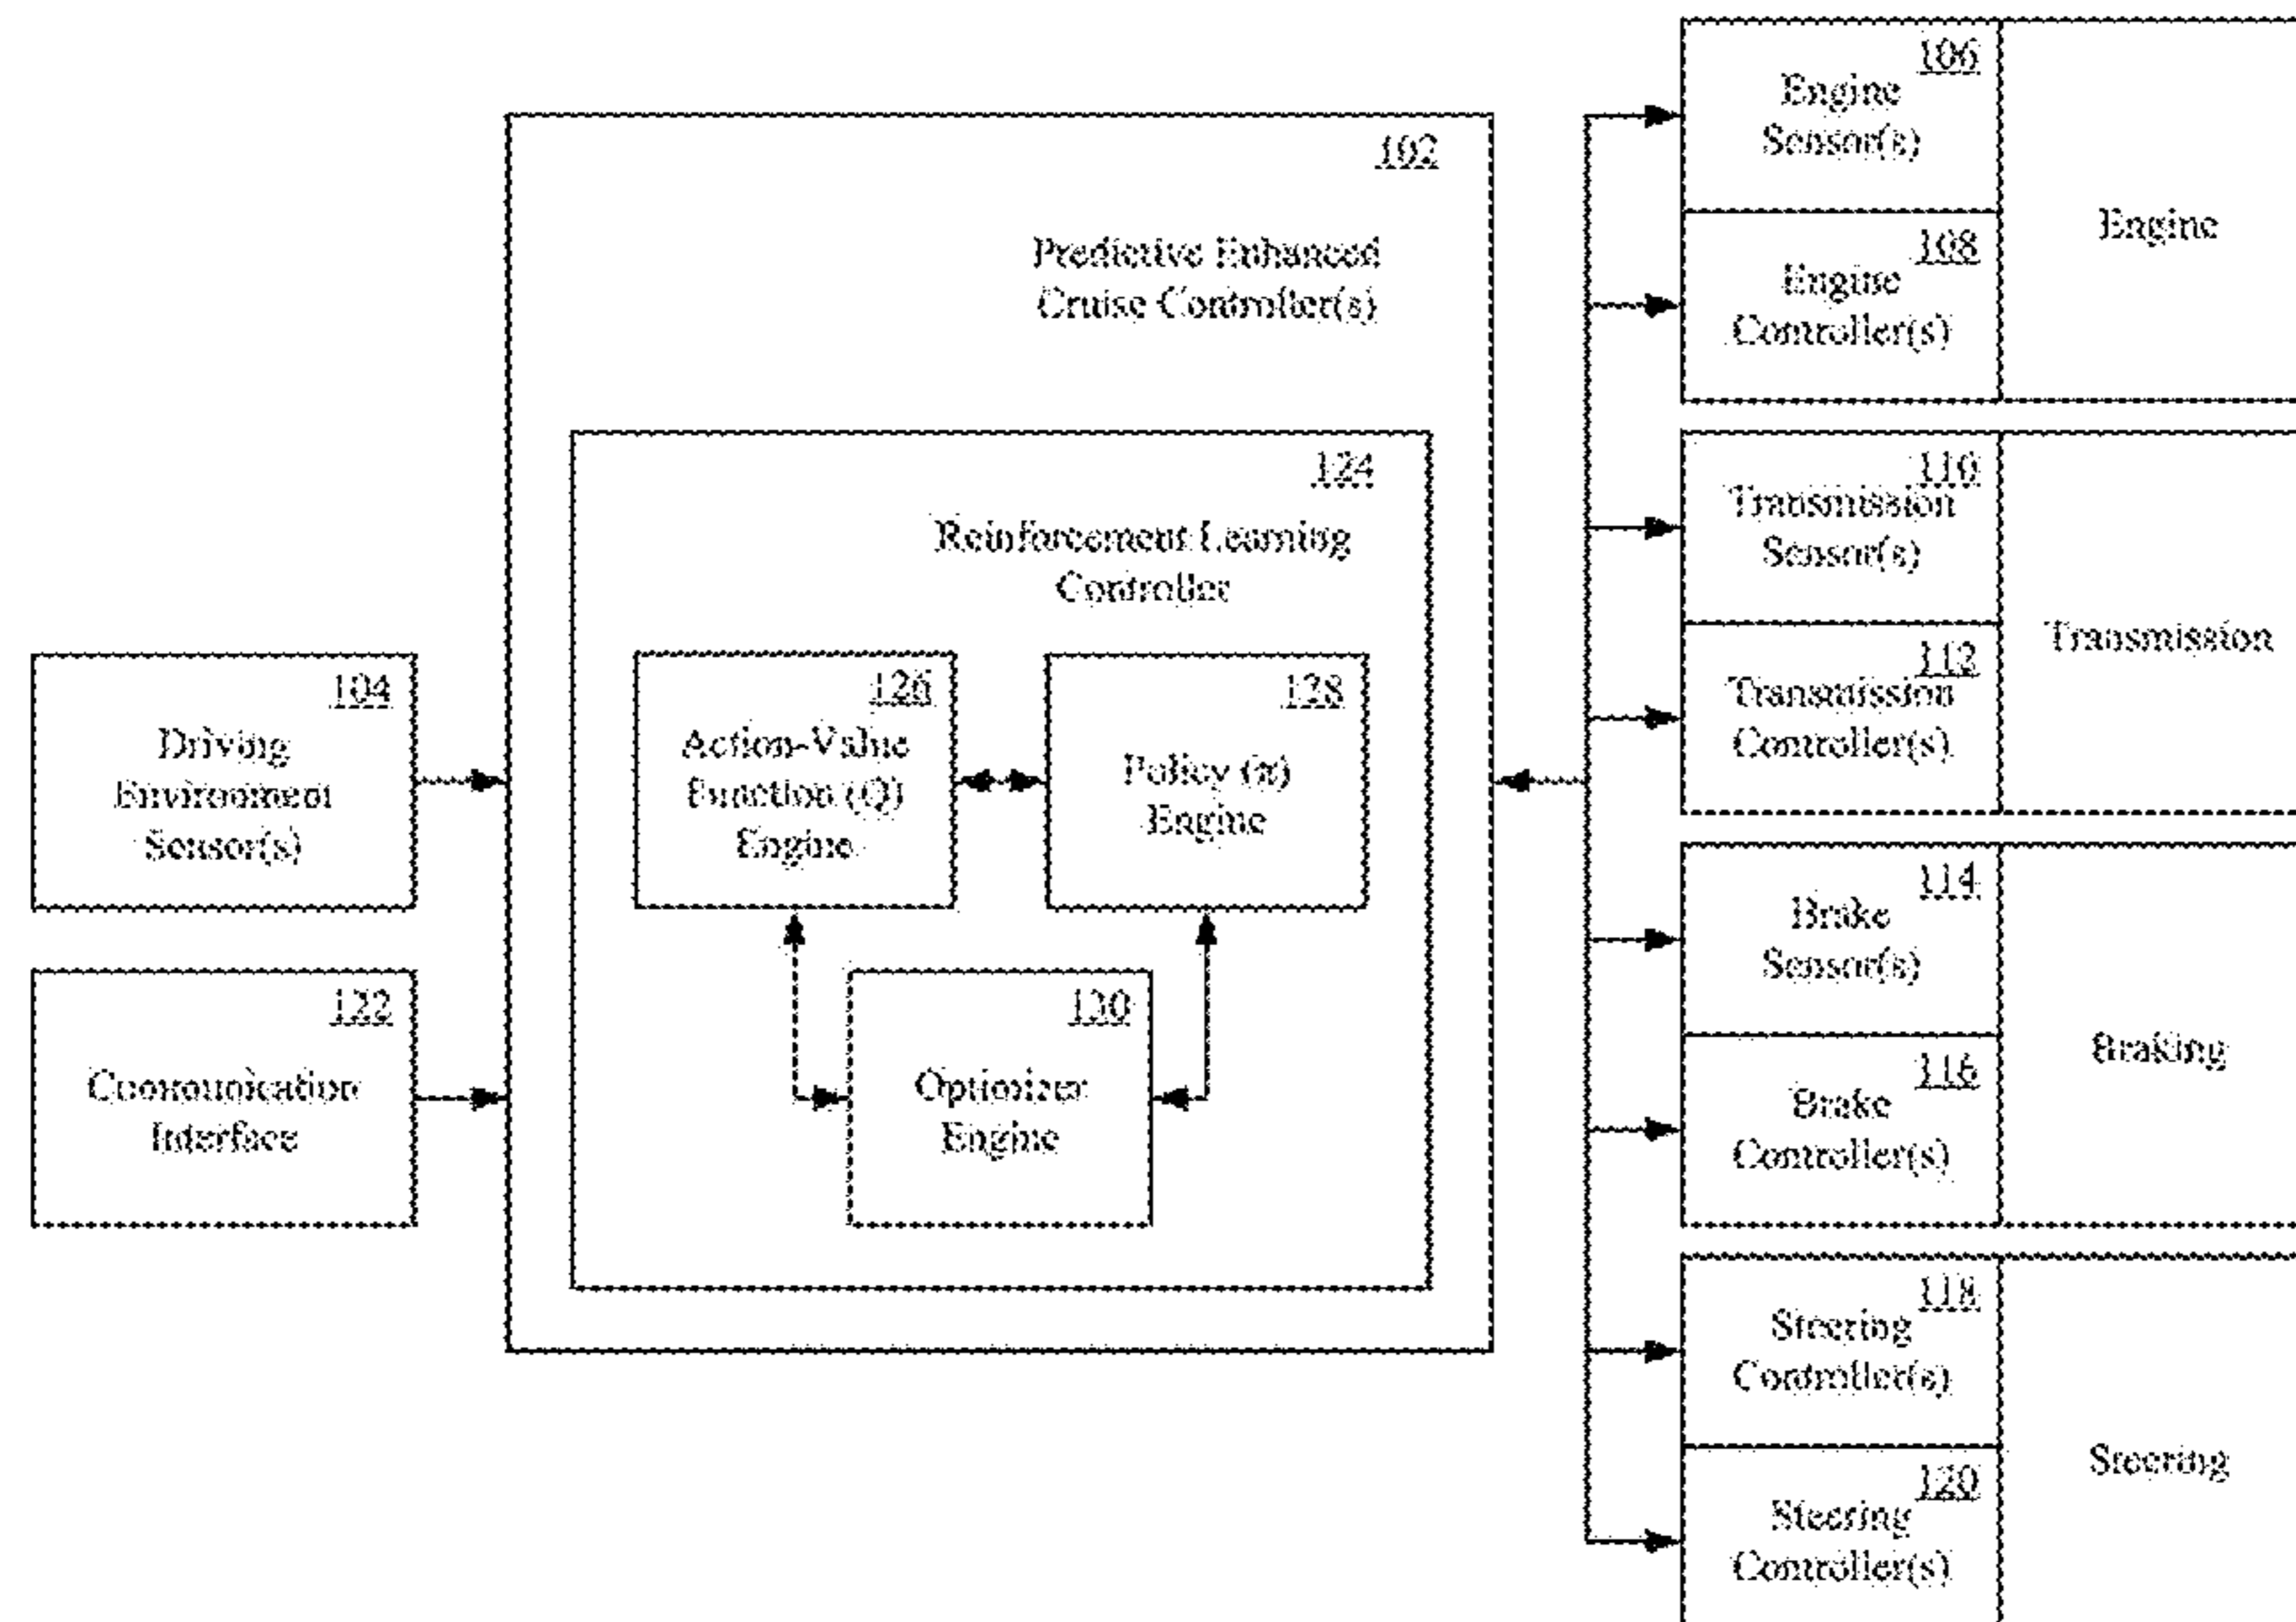 102
Predictive Enhanced
Cruise Controller(s)
124
Reinforcement Learning
Controller
104
Driving
Environment
Sensor(s)
122
Communication
Interface
126
Action-Value
Function (Q)
Engine
128
Policy (π)
Engine
130
Optimizer
Engine
106
Engine
Sensor(s)
108
Engine
Controller(s)
Engine
110
Transmission
Sensor(s)
112
Transmission
Controller(s)
Transmission
114
Brake
Sensor(s)
116
Brake
Controller(s)
Braking
118
Steering
Controller(s)
120
Steering
Controller(s)
Steering